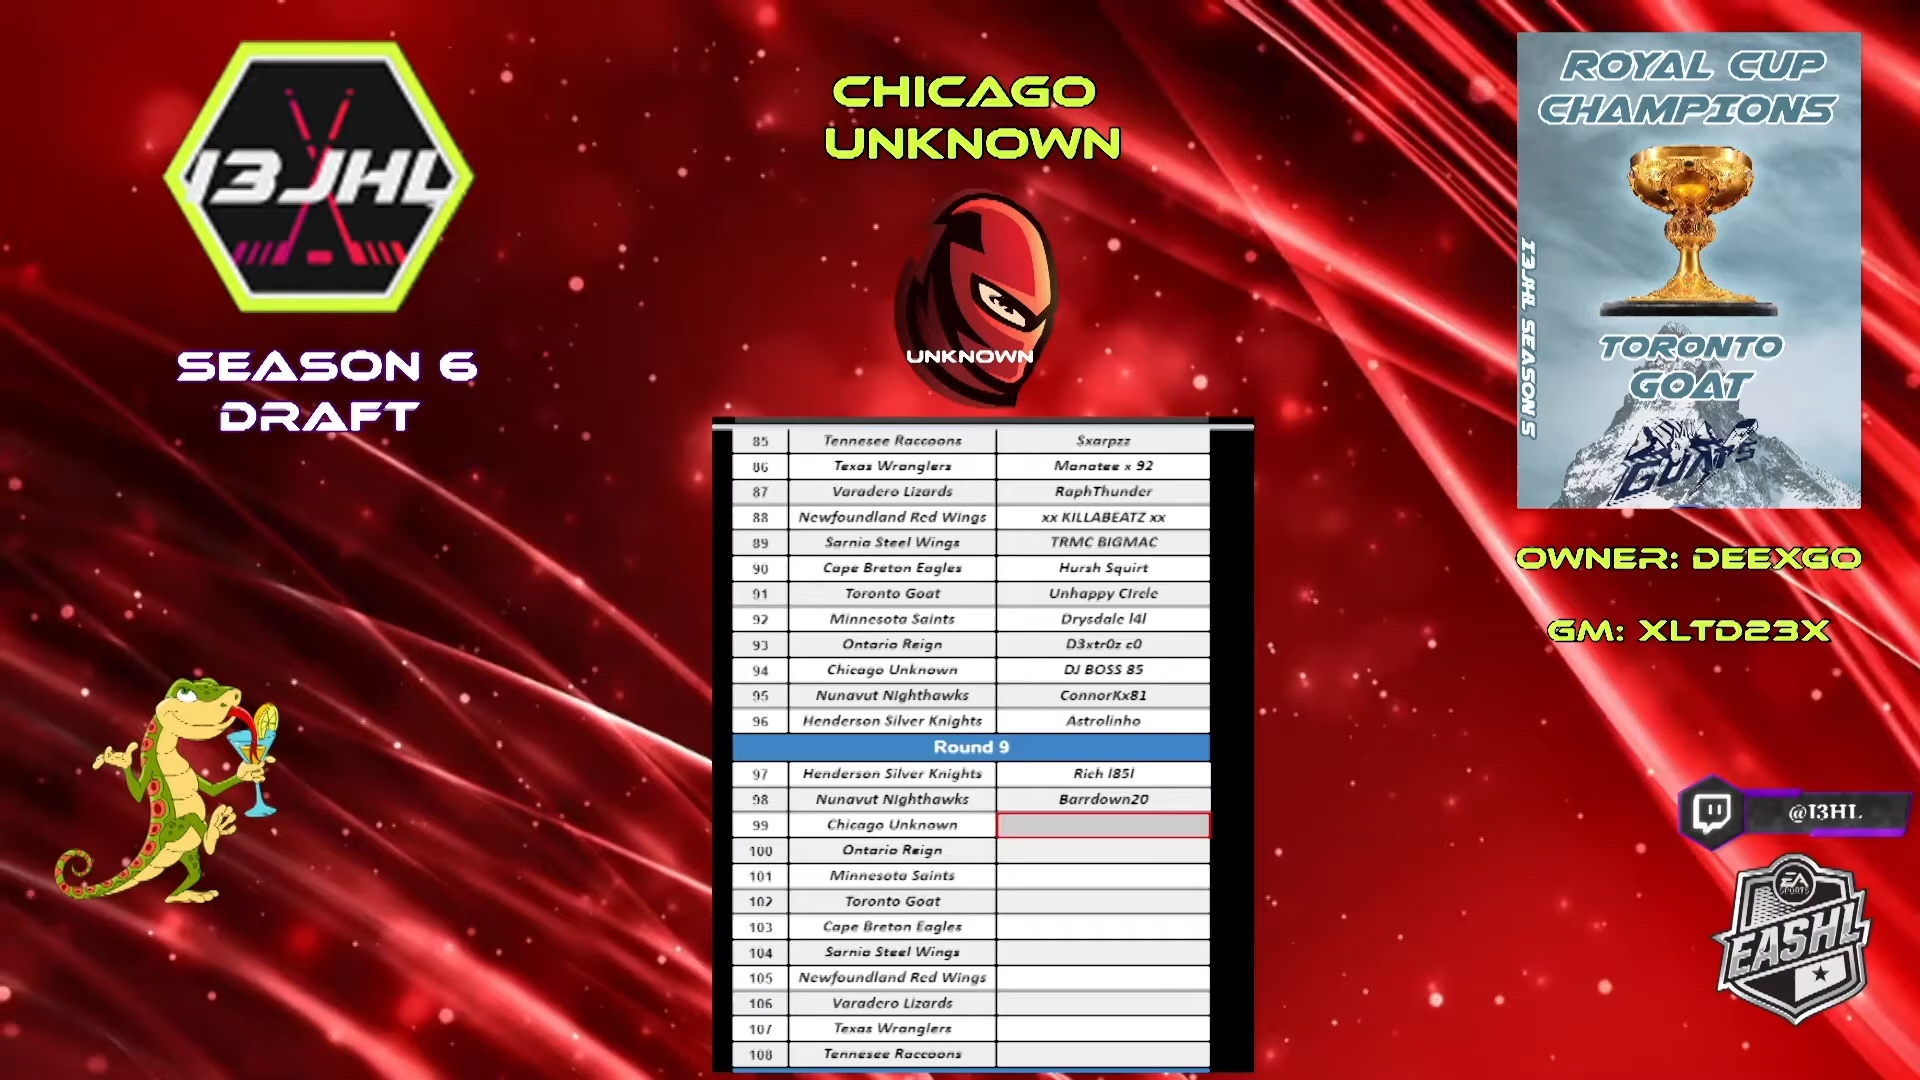 I3JHL
SEASON 6
DRAFT
CHICAGO
UNKNOWN
UNKNOWN
85 Tennesee Raccoons Sxarpzz
86 Texas Wranglers Manatee x 92
87 Varadero Lizards RaphThunder
88 Newfoundland Red Wings xx KILLABEATZ xx
89 Sarnia Steel Wings TRMC BIGMAC
90 Cape Breton Eagles Hursh Squirt
91 Toronto Goat Unhappy CIrcle
92 Minnesota Saints Drysdale l4l
93 Ontario Reign D3xtr0z c0
94 Chicago Unknown DJ BOSS 85
95 Nunavut NIghthawks ConnorKx81
96 Henderson Silver Knights Astrolinho
Round 9
97 Henderson Silver Knights Rich l85l
98 Nunavut NIghthawks Barrdown20
99 Chicago Unknown
100 Ontario Reign
101 Minnesota Saints
102 Toronto Goat
103 Cape Breton Eagles
104 Sarnia Steel Wings
105 Newfoundland Red Wings
106 Varadero Lizards
107 Texas Wranglers
108 Tennesee Raccoons
ROYAL CUP
CHAMPIONS
I3JHL SEASON 5
TORONTO
GOAT
GOATS
OWNER: DEEXGO
GM: XLTD23X
@I3HL
EA
SPORTS
EASHL